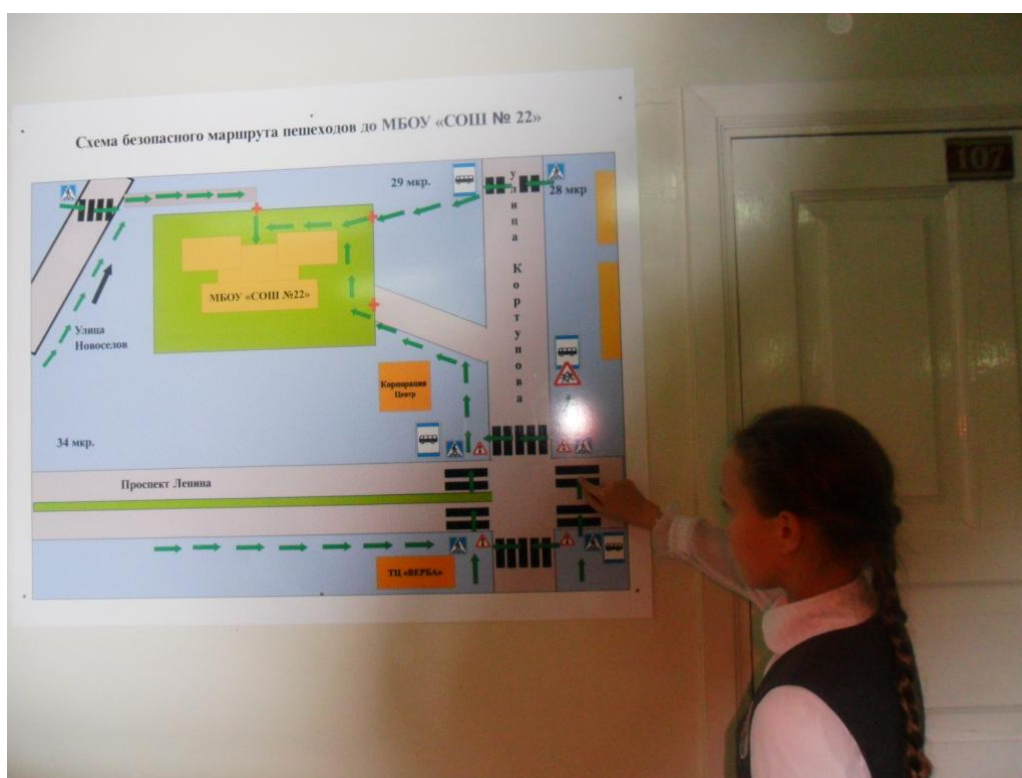 Схема безопасного маршрута пешеходов до МБОУ «СОШ № 22»
107
29 мкр.
28 мкр
улица Кортунова
МБОУ «СОШ №22»
Улица
Новоселов
Корпорация
Центр
34 мкр.
Проспект Ленина
ТЦ «ВЕРБА»